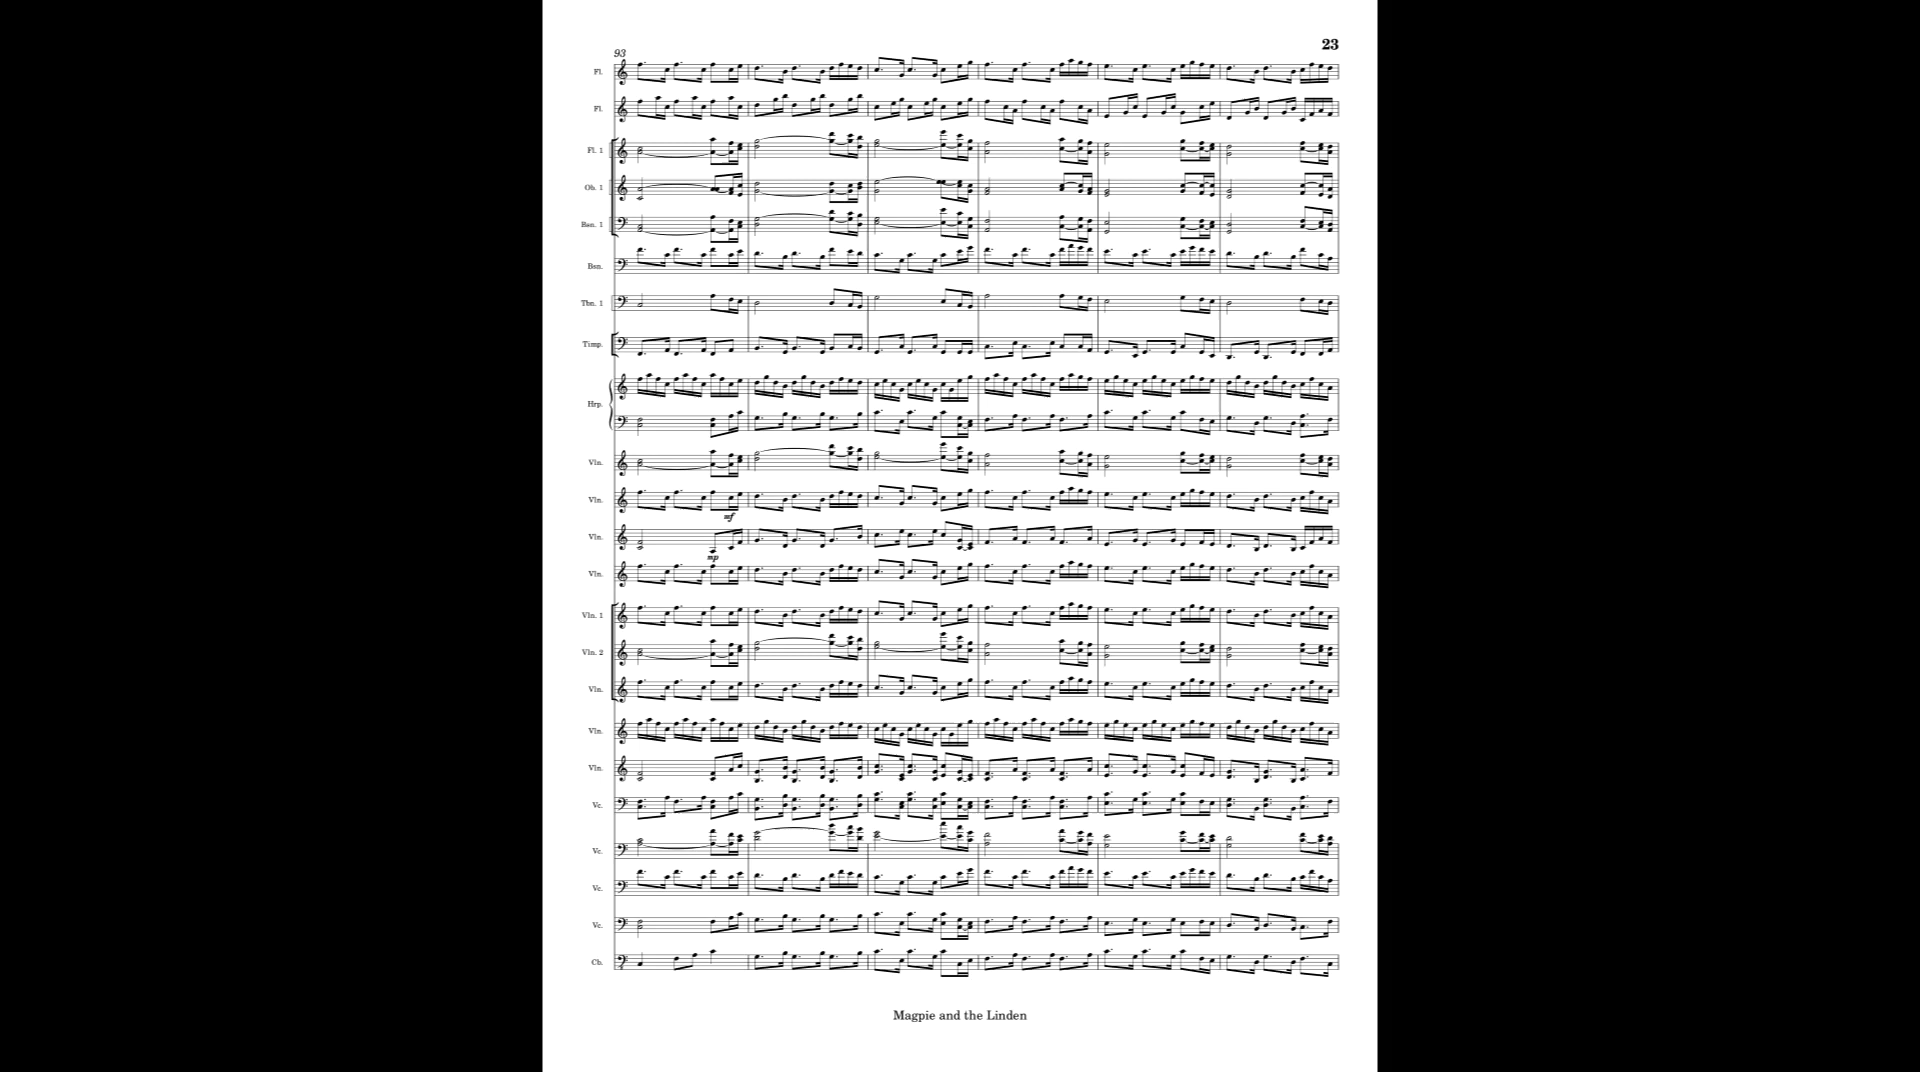 23
93
Fl.
Fl.
Fl. 1
Ob. 1
Bsn. 1
Bsn.
Tbn. 1
Timp.
Hrp.
Vln.
Vln.
mf
Vln.
mp
Vln.
Vln. 1
Vln. 2
Vln.
Vln.
Vln.
Vc.
Vc.
Vc.
Vc.
Cb.
Magpie and the Linden